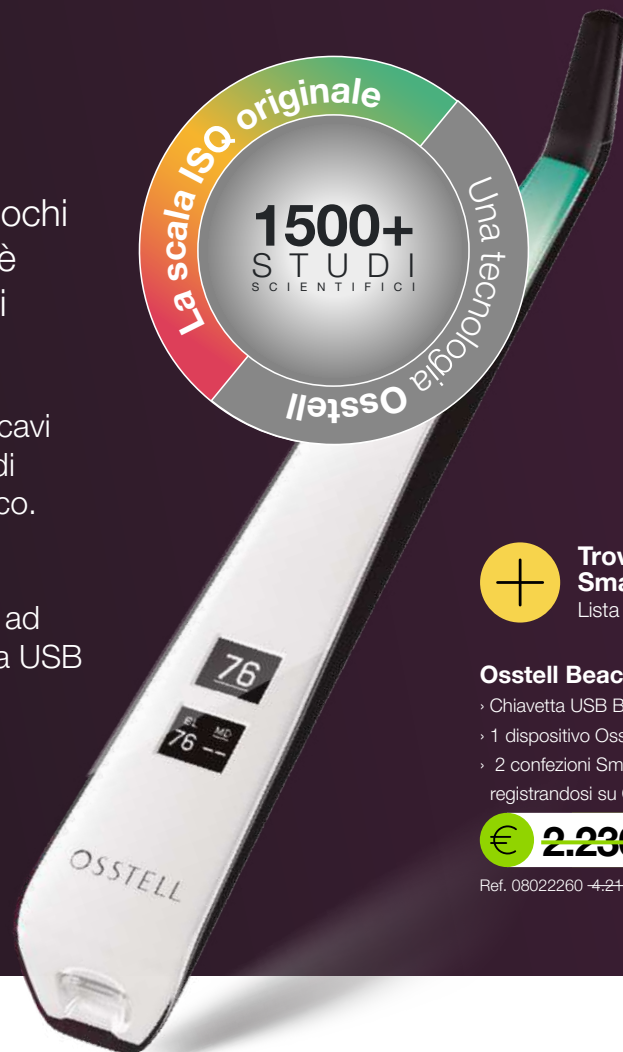 ochi
è
i
cavi
di
co.
ad
a USB
La scala ISQ originale
Una tecnologia Osstell
1500+
STUDI
SCIENTIFICI
76
76 --
MD
OSSTELL
Sma
Lista
Osstell Beac
› Chiavetta USB B
› 1 dispositivo Oss
› 2 confezioni Sm
registrandosi su
€ 2.230
Ref. 08022260 4.21